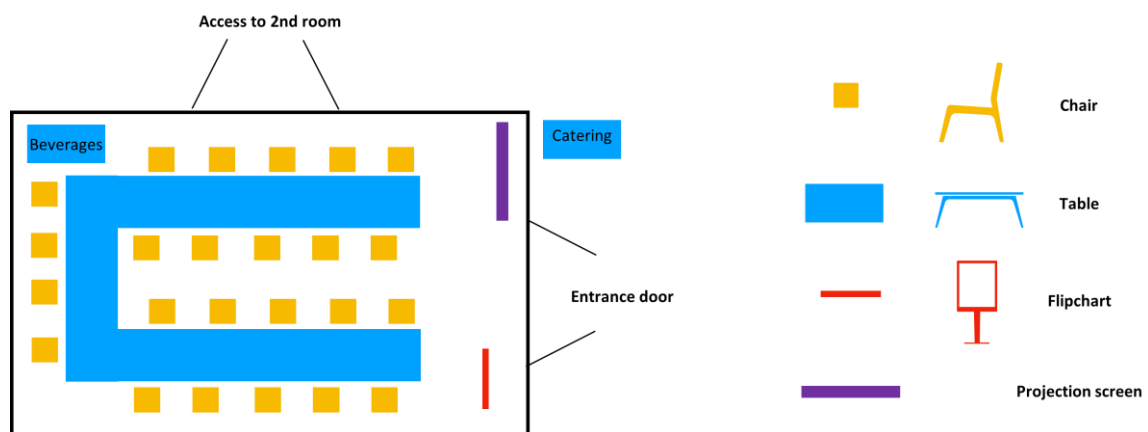 Access to 2nd room
Beverages
Catering
Chair
Table
Entrance door
Flipchart
Projection screen